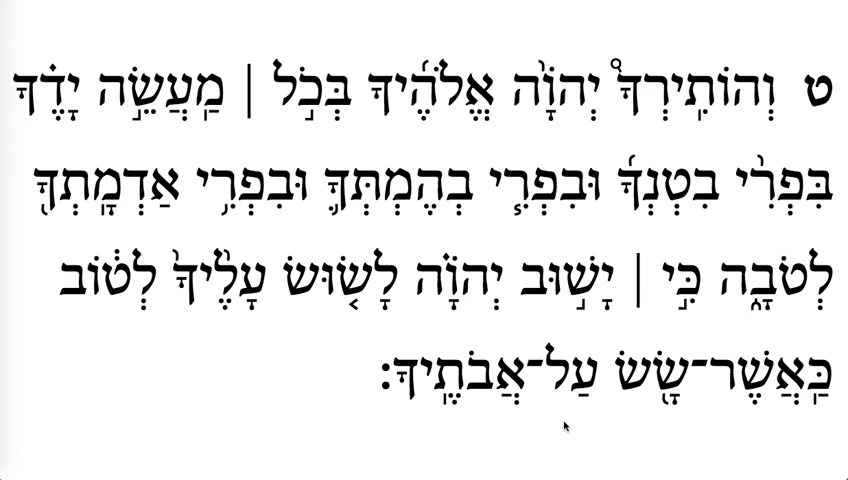 ט וְהוֹתִֽירְךָ֩ יְהוָ֨ה אֱלֹהֶ֜יךָ בְּכֹ֣ל | מַֽעֲשֵׂ֣ה יָדֶ֗ךָ
בִּפְרִ֨י בִטְנְךָ֜ וּבִפְרִ֧י בְהֶמְתְּךָ֛ וּבִפְרִ֥י אַדְמָֽתְךָ֖
לְטֹבָ֑ה כִּ֣י | יָשׁ֣וּב יְהוָ֗ה לָשׂ֤וּשׂ עָלֶ֨יךָ֙ לְט֔וֹב
כַּֽאֲשֶׁר־שָׂ֖שׂ עַל־אֲבֹתֶֽיךָ׃